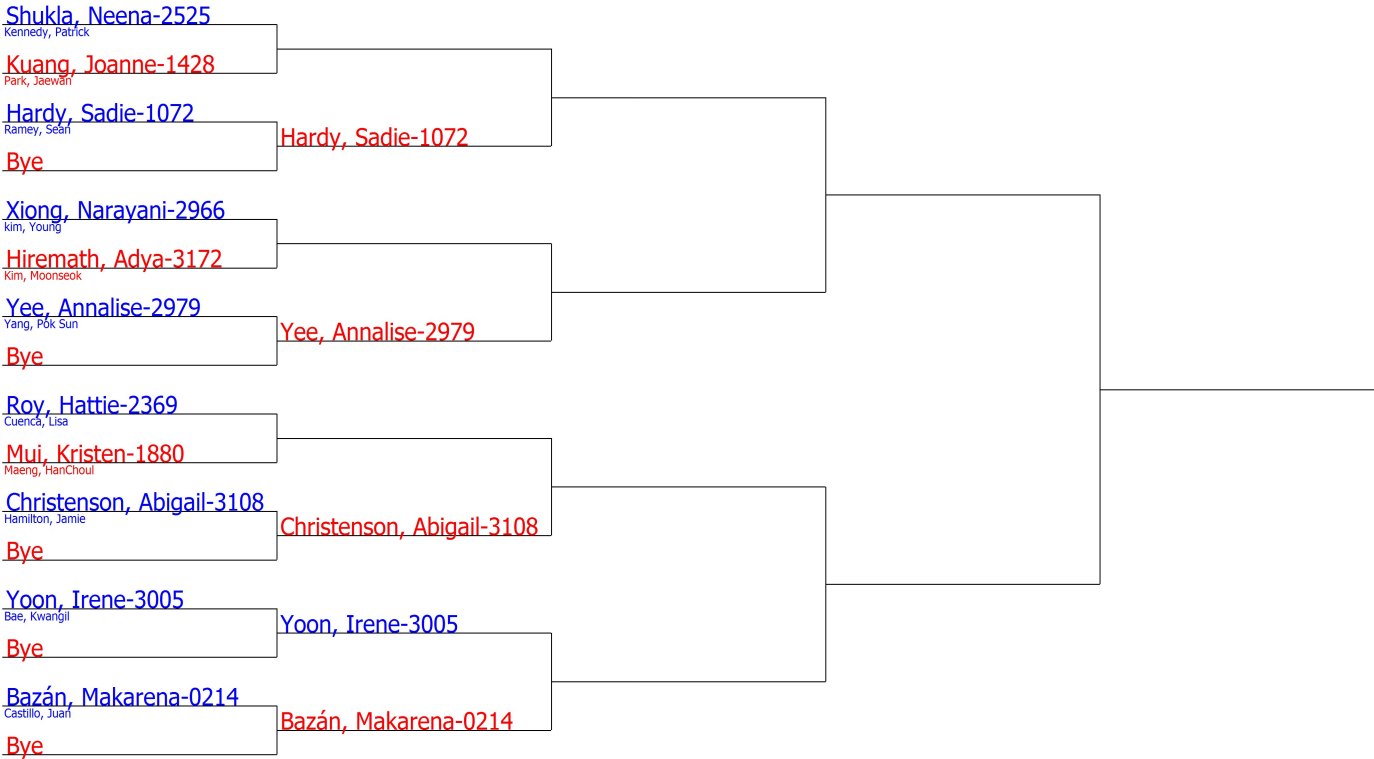 Shukla, Neena-2525
Kennedy, Patrick
Kuang, Joanne-1428
Park, Jaewan
Hardy, Sadie-1072
Ramey, Sean
Hardy, Sadie-1072
Bye
Xiong, Narayani-2966
kim, Young
Hiremath, Adya-3172
Kim, Moonseok
Yee, Annalise-2979
Yang, Pok Sun
Yee, Annalise-2979
Bye
Roy, Hattie-2369
Cuenca, Lisa
Mui, Kristen-1880
Maeng, HanChoul
Christenson, Abigail-3108
Hamilton, Jamie
Christenson, Abigail-3108
Bye
Yoon, Irene-3005
Bae, Kwangil
Yoon, Irene-3005
Bye
Bazán, Makarena-0214
Castillo, Juan
Bazán, Makarena-0214
Bye